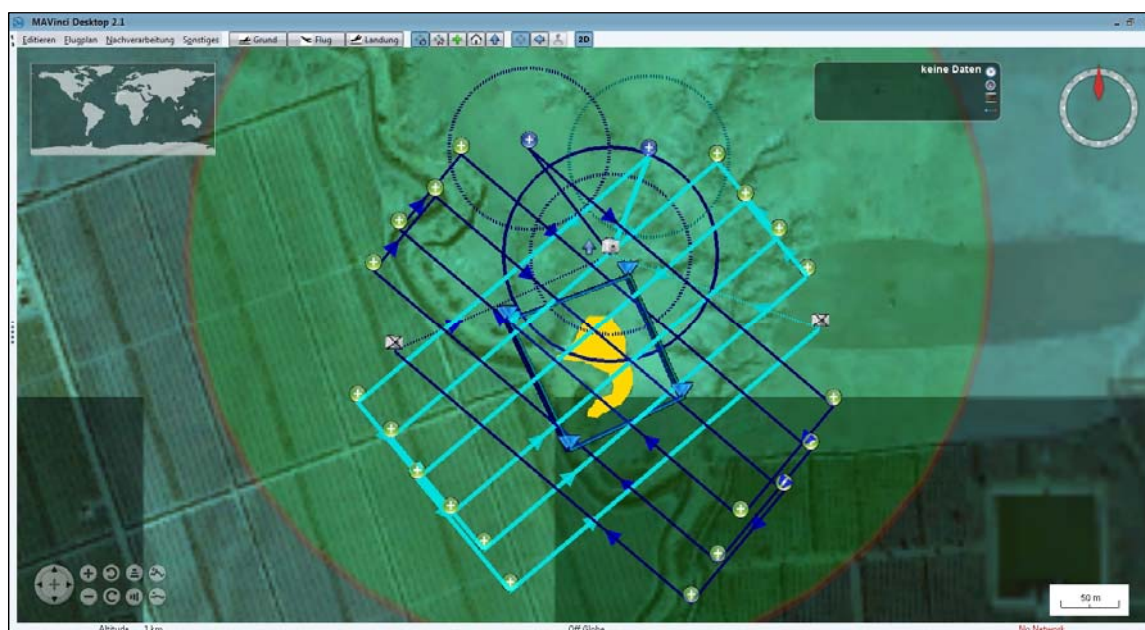 MAVinci Desktop 2.1
Editieren Flugplan Nachverarbeitung Sonstiges Grund Flug Landung 2D
keine Daten
50 m
Altitude 1 km Off Globe No Network